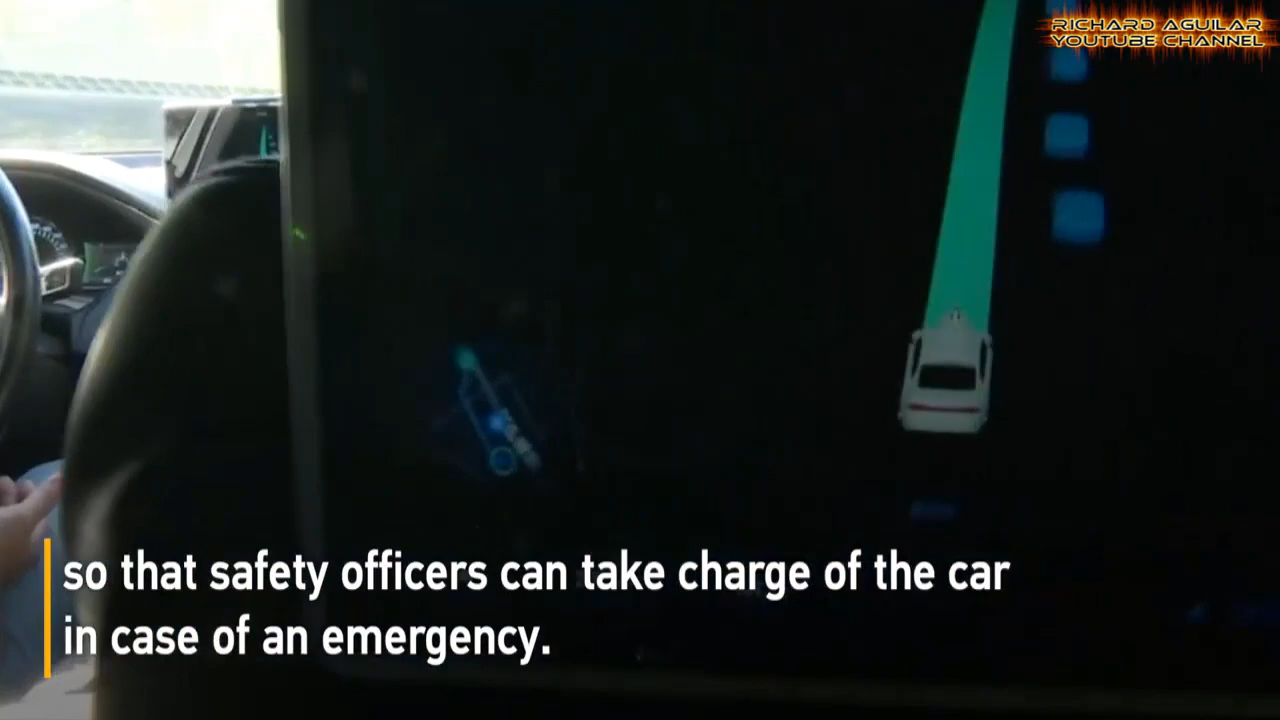 RICHARD AGUILAR
YOUTUBE CHANNEL
so that safety officers can take charge of the car
in case of an emergency.